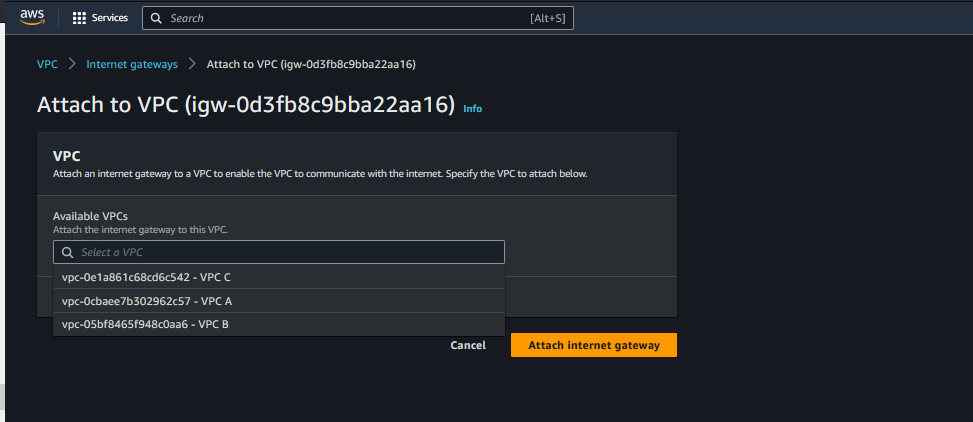 aws
Services
Search
[Alt+S]
VPC > Internet gateways > Attach to VPC (igw-0d3fb8c9bba22aa16)
Attach to VPC (igw-0d3fb8c9bba22aa16) Info
VPC
Attach an internet gateway to a VPC to enable the VPC to communicate with the internet. Specify the VPC to attach below.
Available VPCs
Attach the internet gateway to this VPC.
Select a VPC
vpc-0e1a861c68cd6c542 - VPC C
vpc-0cbaee7b302962c57 - VPC A
vpc-05bf8465f948c0aa6 - VPC B
Cancel
Attach internet gateway